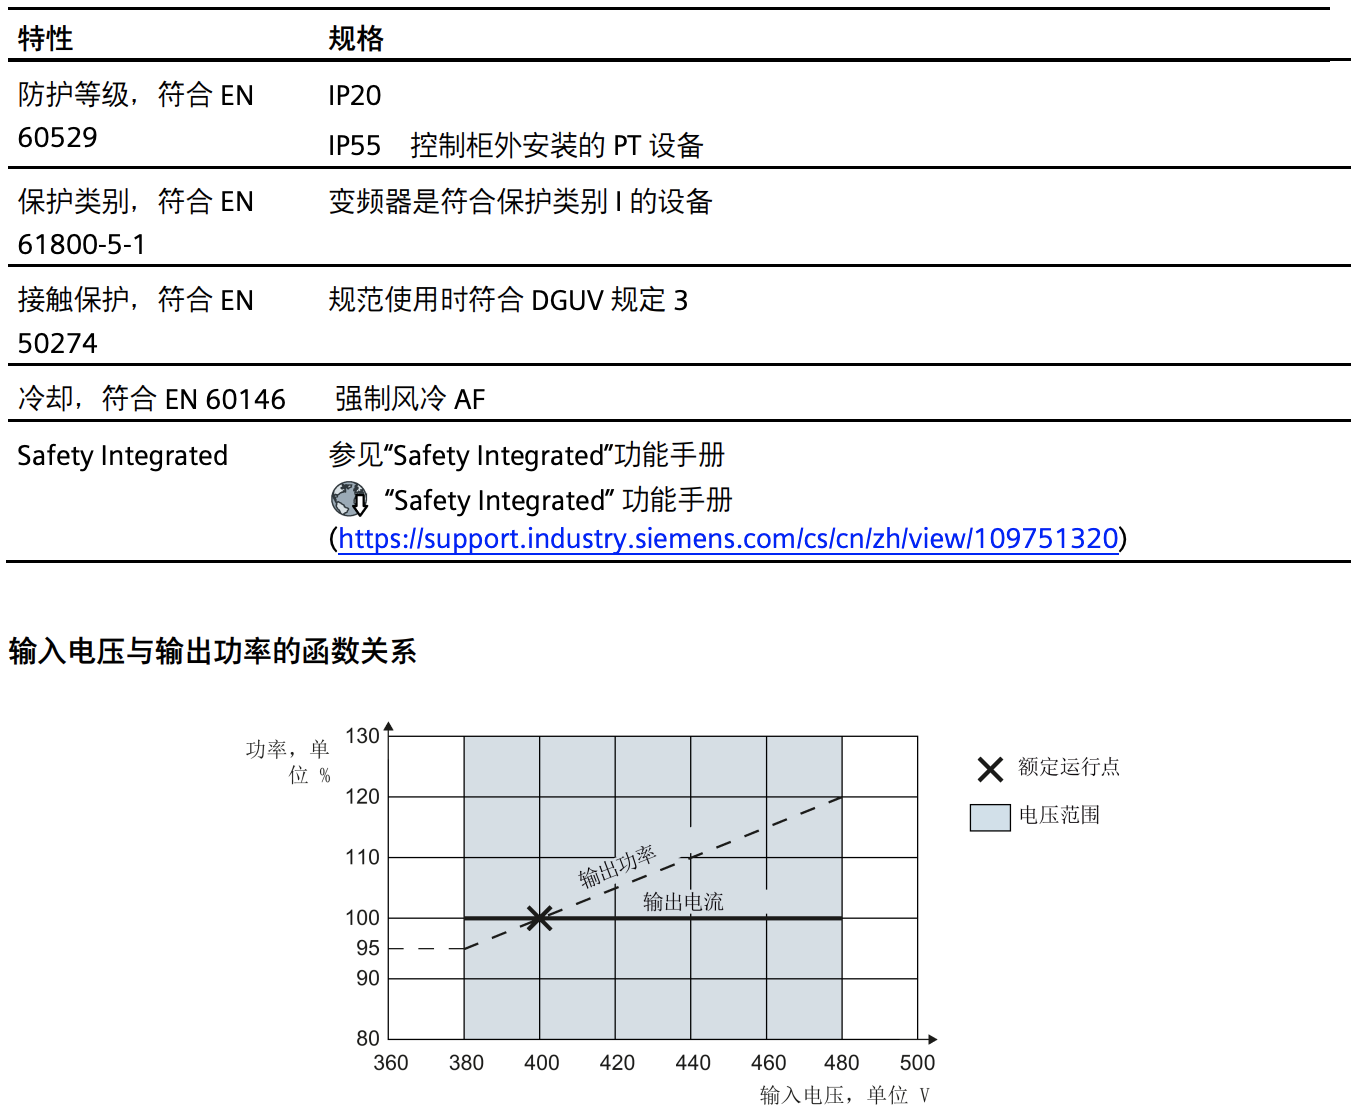 特性 规格
防护等级，符合 EN IP20
60529 IP55 控制柜外安装的 PT 设备
保护类别，符合 EN 变频器是符合保护类别 I 的设备
61800-5-1
接触保护，符合 EN 规范使用时符合 DGUV 规定 3
50274
冷却，符合 EN 60146 强制风冷 AF
Safety Integrated 参见“Safety Integrated”功能手册
“Safety Integrated” 功能手册
(https://support.industry.siemens.com/cs/cn/zh/view/109751320)
输入电压与输出功率的函数关系
功率，单
位 %
130
120
110
100
95
90
80
输出功率
输出电流
360 380 400 420 440 460 480 500
输入电压，单位 V
额定运行点
电压范围